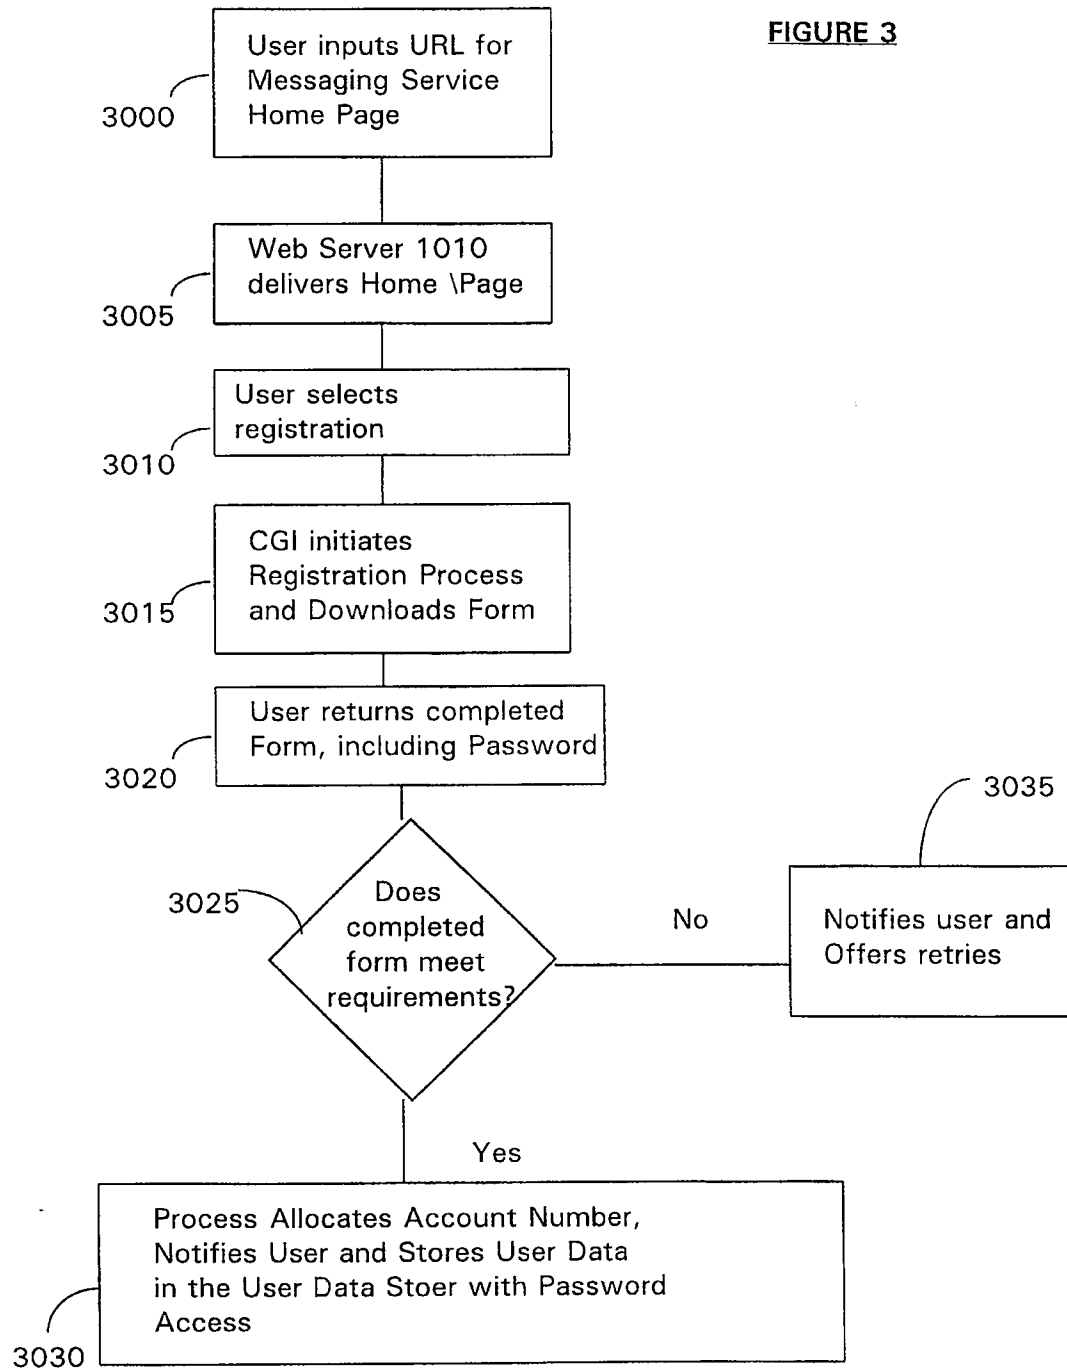 FIGURE 3
User inputs URL for
Messaging Service
Home Page
3000
Web Server 1010
delivers Home \Page
3005
User selects
registration
3010
CGI initiates
Registration Process
and Downloads Form
3015
User returns completed
Form, including Password
3020
3035
Does
completed
form meet
requirements?
3025
No
Notifies user and
Offers retries
Yes
Process Allocates Account Number,
Notifies User and Stores User Data
in the User Data Stoer with Password
Access
3030